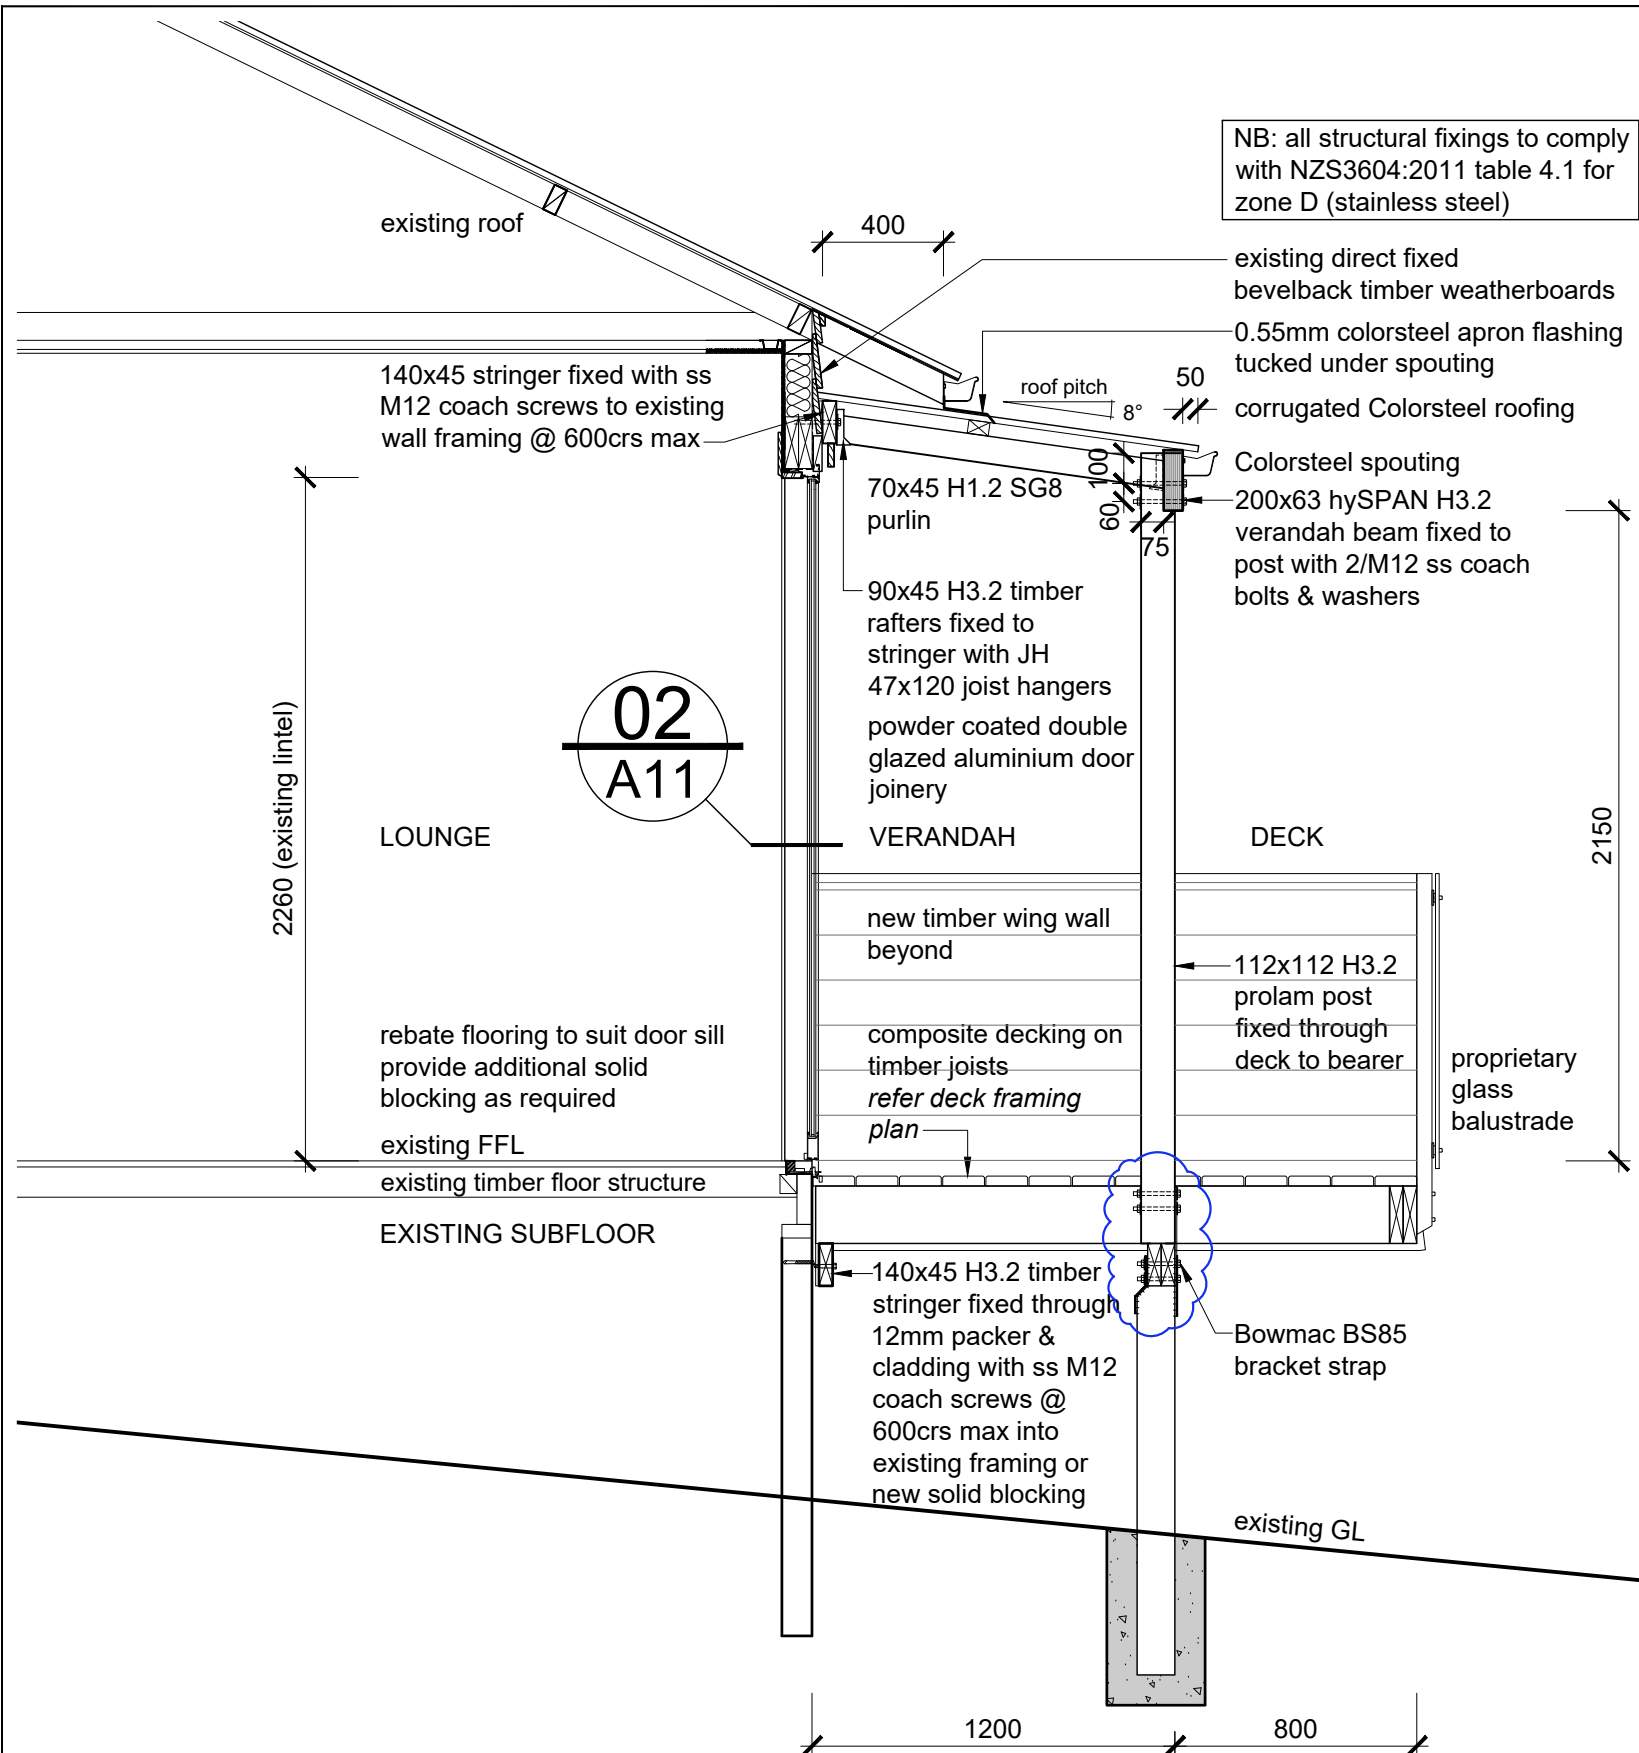 NB: all structural fixings to comply
with NZS3604:2011 table 4.1 for
zone D (stainless steel)
existing roof
400
existing direct fixed
bevelback timber weatherboards
0.55mm colorsteel apron flashing
tucked under spouting
140x45 stringer fixed with ss
M12 coach screws to existing
wall framing @ 600crs max
roof pitch
8°
50
corrugated Colorsteel roofing
100
60
75
Colorsteel spouting
70x45 H1.2 SG8
purlin
200x63 hySPAN H3.2
verandah beam fixed to
post with 2/M12 ss coach
bolts & washers
90x45 H3.2 timber
rafters fixed to
stringer with JH
47x120 joist hangers
02
A11
powder coated double
glazed aluminium door
joinery
2260 (existing lintel)
LOUNGE
VERANDAH
DECK
2150
new timber wing wall
beyond
112x112 H3.2
prolam post
fixed through
deck to bearer
rebate flooring to suit door sill
provide additional solid
blocking as required
composite decking on
timber joists
refer deck framing
plan
proprietary
glass
balustrade
existing FFL
existing timber floor structure
EXISTING SUBFLOOR
140x45 H3.2 timber
stringer fixed through
12mm packer &
cladding with ss M12
coach screws @
600crs max into
existing framing or
new solid blocking
Bowmac BS85
bracket strap
existing GL
1200
800